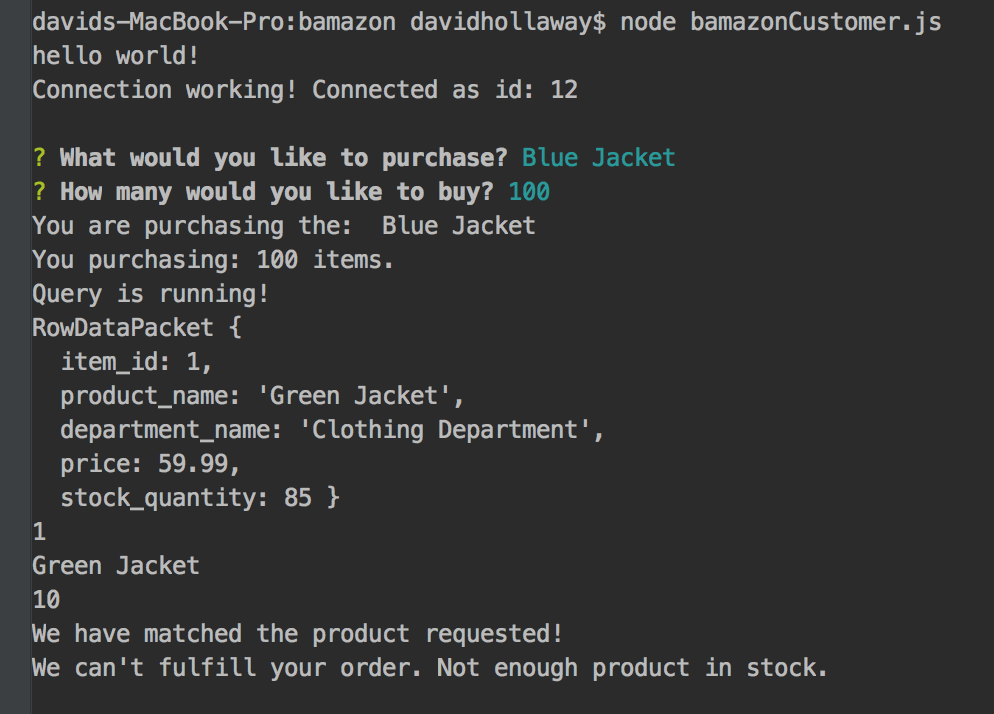 davids-MacBook-Pro:bamazon davidhollaway$ node bamazonCustomer.js
hello world!
Connection working! Connected as id: 12
? What would you like to purchase? Blue Jacket
? How many would you like to buy? 100
You are purchasing the:  Blue Jacket
You purchasing: 100 items.
Query is running!
RowDataPacket {
  item_id: 1,
  product_name: 'Green Jacket',
  department_name: 'Clothing Department',
  price: 59.99,
  stock_quantity: 85 }
1
Green Jacket
10
We have matched the product requested!
We can't fulfill your order. Not enough product in stock.